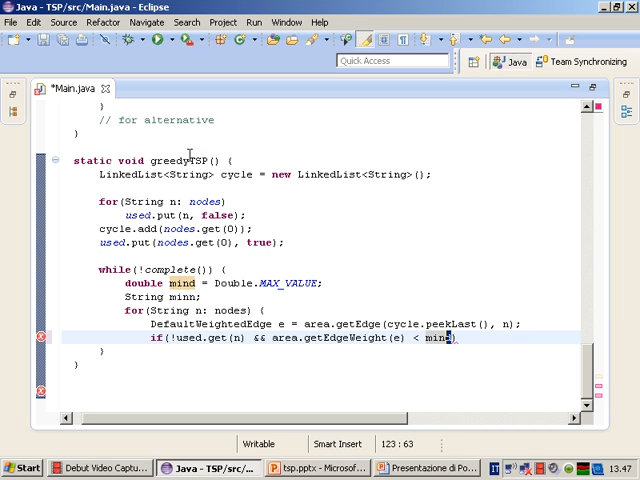 Java - TSP/src/Main.java - Eclipse
File Edit Source Refactor Navigate Search Project Run Window Help
Quick Access
Java
Team Synchronizing
*Main.java
}
// for alternative
}
static void greedyTSP() {
LinkedList<String> cycle = new LinkedList<String>();
for(String n: nodes)
used.put(n, false);
cycle.add(nodes.get(0));
used.put(nodes.get(0), true);
while(!complete()) {
double mind = Double.MAX_VALUE;
String minn;
for(String n: nodes) {
DefaultWeightedEdge e = area.getEdge(cycle.peekLast(), n);
if(!used.get(n) && area.getEdgeWeight(e) < mind)
}
}
Writable Smart Insert 123 : 63
Start Debut Video Captu... Java - TSP/src/... tsp.pptx - Microsof... Presentazione di Po... IT 13.47